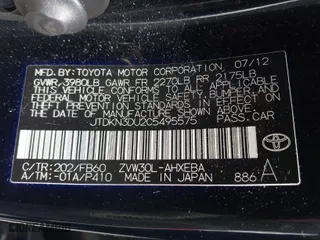 MFD.BY:TOYOTA MOTOR CORPORATION 07/12
GVWR 3980LB GAWR FR 2270LB RR 2175LB
THIS VEHICLE CONFORMS TO ALL APPLICABLE
FEDERAL MOTOR VEHICLE SAFETY, BUMPER, AND
THEFT PREVENTION STANDARDS IN EFFECT ON THE DATE
OF MANUFACTURE SHOWN ABOVE.
JTDKN3DU2C5495575 PASS.CAR
C/TR:202/FB60 ZVW30L-AHXEBA
A/TM:-01A/P410 MADE IN JAPAN 886 A
TOYOTA